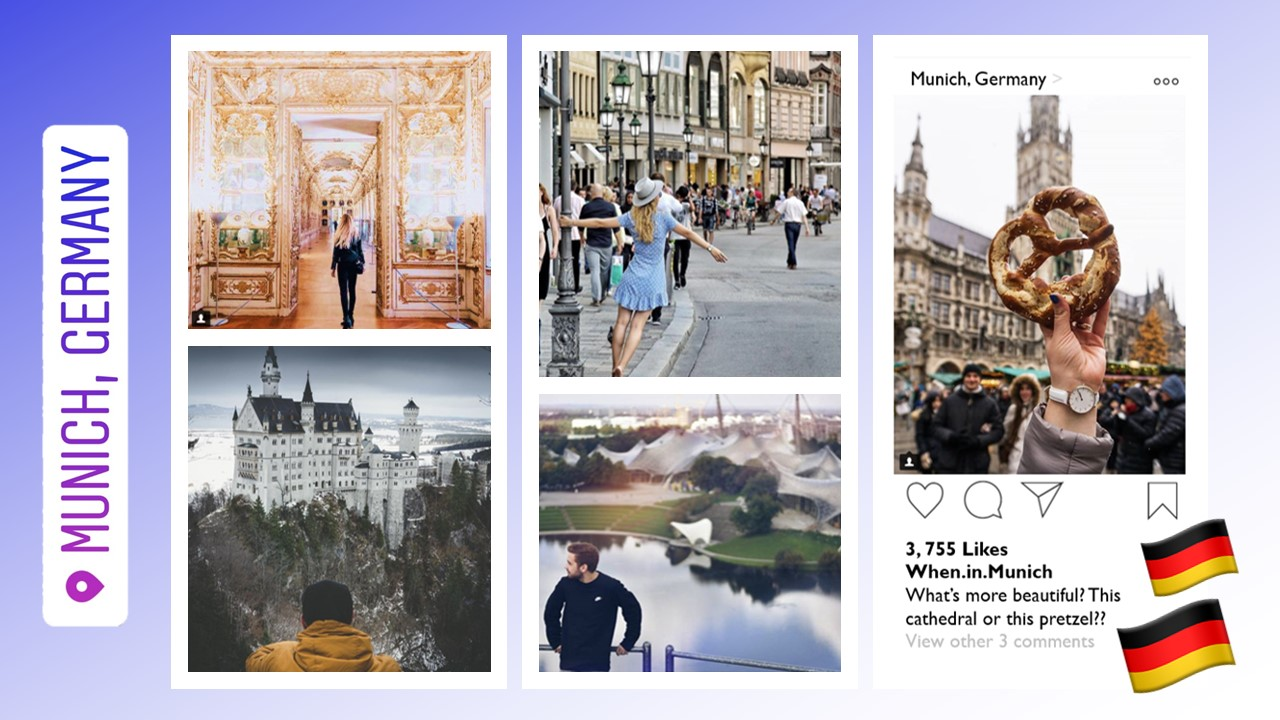 MUNICH, GERMANY
Munich, Germany >
3, 755 Likes
When.in.Munich
What's more beautiful? This
cathedral or this pretzel??
View other 3 comments